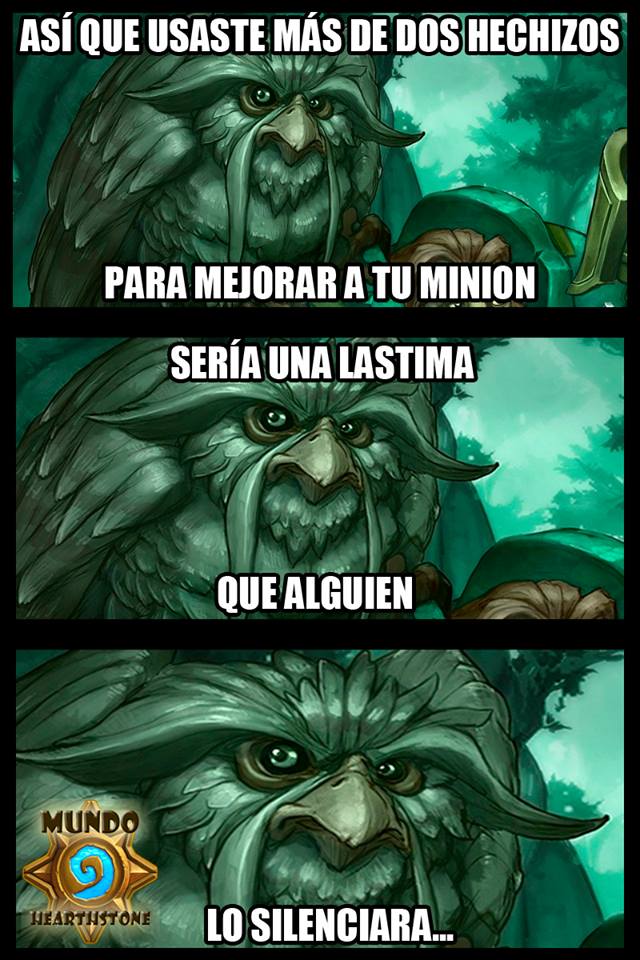 ASÍ QUE USASTE MÁS DE DOS HECHIZOS
PARA MEJORAR A TU MINION
SERÍA UNA LASTIMA
QUE ALGUIEN
MUNDO
HEARTHSTONE
LO SILENCIARA...